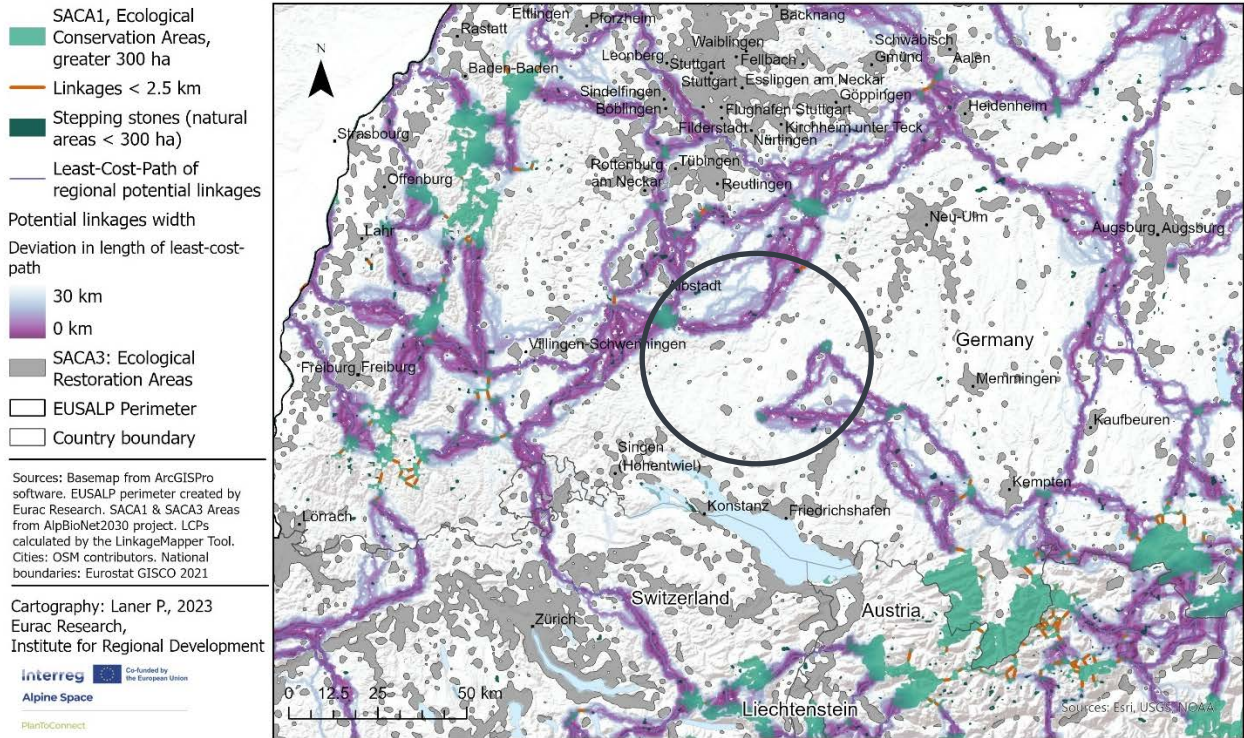 SACA1, Ecological
Conservation Areas,
greater 300 ha
Linkages < 2.5 km
Stepping stones (natural
areas < 300 ha)
Least-Cost-Path of
regional potential linkages
Potential linkages width
Deviation in length of least-cost-
path
30 km
0 km
SACA3: Ecological
Restoration Areas
EUSALP Perimeter
Country boundary
Sources: Basemap from ArcGISPro
software. EUSALP perimeter created by
Eurac Research. SACA1 & SACA3 Areas
from AlpBioNet2030 project. LCPs
calculated by the LinkageMapper Tool.
Cities: OSM contributors. National
boundaries: Eurostat GISCO 2021
Cartography: Laner P., 2023
Eurac Research,
Institute for Regional Development
Interreg
Co-funded by
the European Union
Alpine Space
PlanToConnect
N
Ettlingen
Pforzheim
Backnang
Rastatt
Waiblingen
Schwäbisch
Gmünd
Leonberg
Fellbach
Aalen
Stuttgart
Baden-Baden
Stuttgart
Esslingen am Neckar
Sindelfingen
Göppingen
Böblingen
Flughafen Stuttgart
Heidenheim
Filderstadt
Kirchheim unter Teck
Strasbourg
Nürtingen
Rottenburg
am Neckar
Tübingen
Offenburg
Reutlingen
Neu-Ulm
Lahr
Augsburg
Augsburg
Albstadt
Villingen-Schwenningen
Germany
Freiburg
Freiburg
Memmingen
Kaufbeuren
Singen
(Hohentwiel)
Kempten
Konstanz
Friedrichshafen
Lörrach
Switzerland
Austria
Zürich
0
12.5
25
50 km
Liechtenstein
Sources: Esri, USGS, NOAA